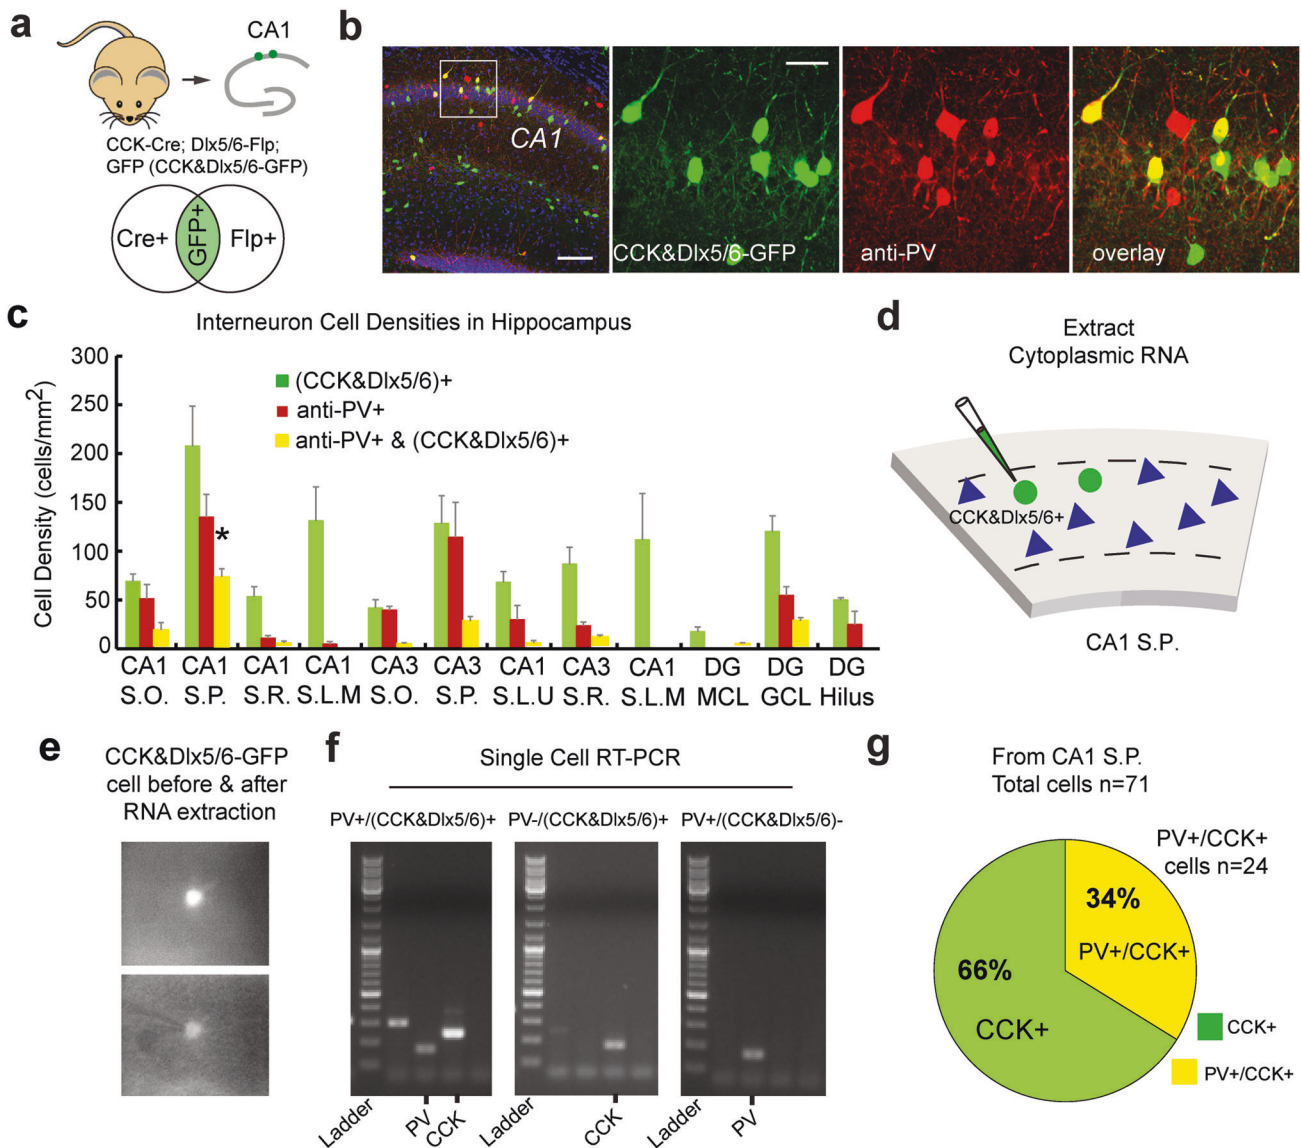 a
CA1
CCK-Cre; Dlx5/6-Flp;
GFP (CCK&Dlx5/6-GFP)
Cre+
GFP+
Flp+
b
CA1
CCK&Dlx5/6-GFP
anti-PV
overlay
c
Interneuron Cell Densities in Hippocampus
Cell Density (cells/mm²)
300
250
200
150
100
50
0
(CCK&Dlx5/6)+
anti-PV+
anti-PV+ & (CCK&Dlx5/6)+
*
CA1 CA1 CA1 CA1 CA3 CA3 CA1 CA3 CA1 DG DG DG
S.O. S.P. S.R. S.L.M S.O. S.P. S.L.U S.R. S.L.M MCL GCL Hilus
d
Extract
Cytoplasmic RNA
CCK&Dlx5/6+
CA1 S.P.
e
CCK&Dlx5/6-GFP
cell before & after
RNA extraction
f
Single Cell RT-PCR
PV+/(CCK&Dlx5/6)+
PV-/(CCK&Dlx5/6)+
PV+/(CCK&Dlx5/6)-
Ladder
PV
CCK
Ladder
CCK
Ladder
PV
g
From CA1 S.P.
Total cells n=71
PV+/CCK+
cells n=24
34%
PV+/CCK+
66%
CCK+
CCK+
PV+/CCK+